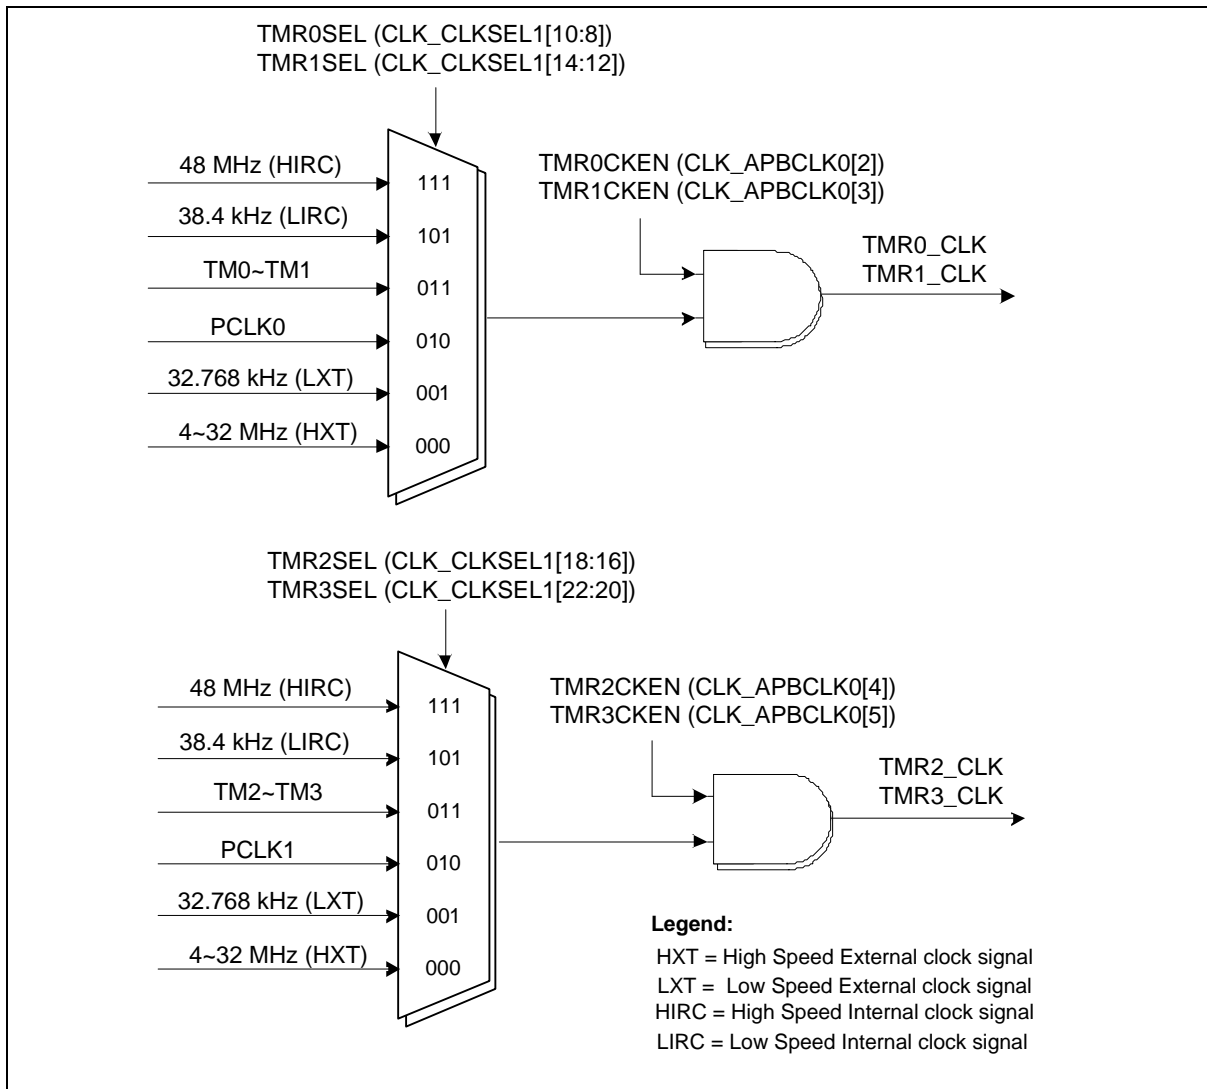 TMR0SEL (CLK_CLKSEL1[10:8])
TMR1SEL (CLK_CLKSEL1[14:12])
48 MHz (HIRC)
111
38.4 kHz (LIRC)
101
TM0~TM1
011
PCLK0
010
32.768 kHz (LXT)
001
4~32 MHz (HXT)
000
TMR0CKEN (CLK_APBCLK0[2])
TMR1CKEN (CLK_APBCLK0[3])
TMR0_CLK
TMR1_CLK
TMR2SEL (CLK_CLKSEL1[18:16])
TMR3SEL (CLK_CLKSEL1[22:20])
48 MHz (HIRC)
111
38.4 kHz (LIRC)
101
TM2~TM3
011
PCLK1
010
32.768 kHz (LXT)
001
4~32 MHz (HXT)
000
TMR2CKEN (CLK_APBCLK0[4])
TMR3CKEN (CLK_APBCLK0[5])
TMR2_CLK
TMR3_CLK
Legend:
HXT = High Speed External clock signal
LXT = Low Speed External clock signal
HIRC = High Speed Internal clock signal
LIRC = Low Speed Internal clock signal